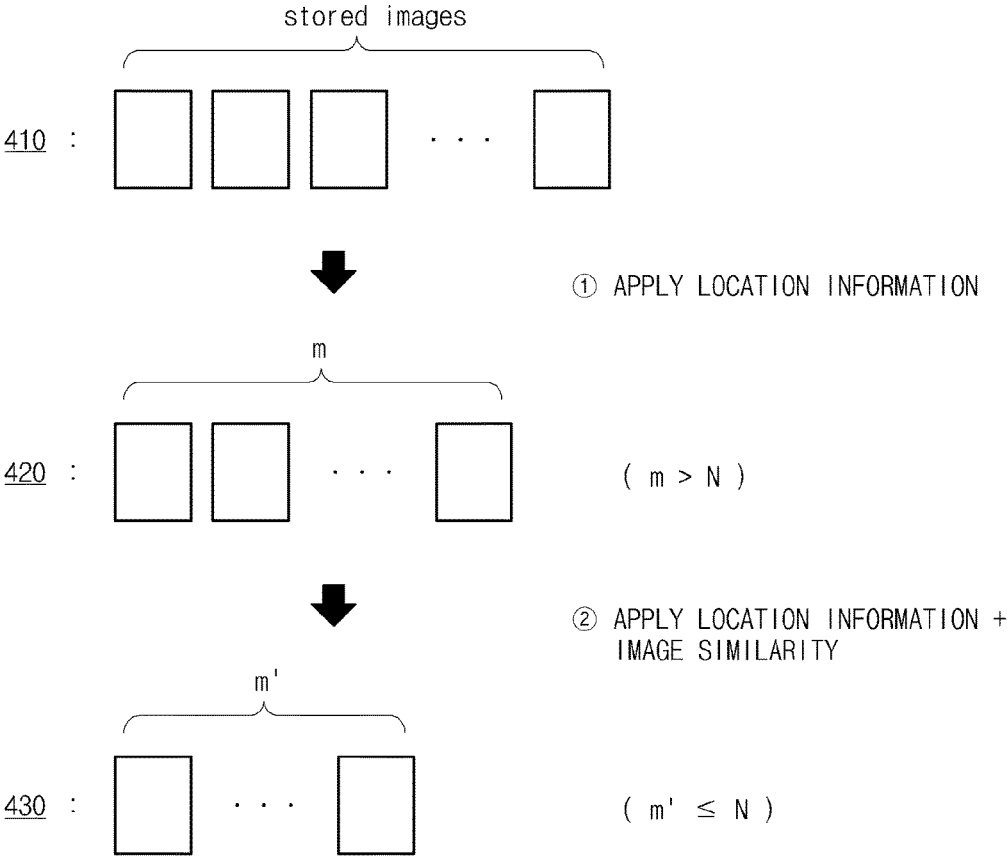 stored images
410 :
. . .
① APPLY LOCATION INFORMATION
m
420 :
. . .
( m > N )
② APPLY LOCATION INFORMATION +
IMAGE SIMILARITY
m'
430 :
. . .
( m' ≤ N )